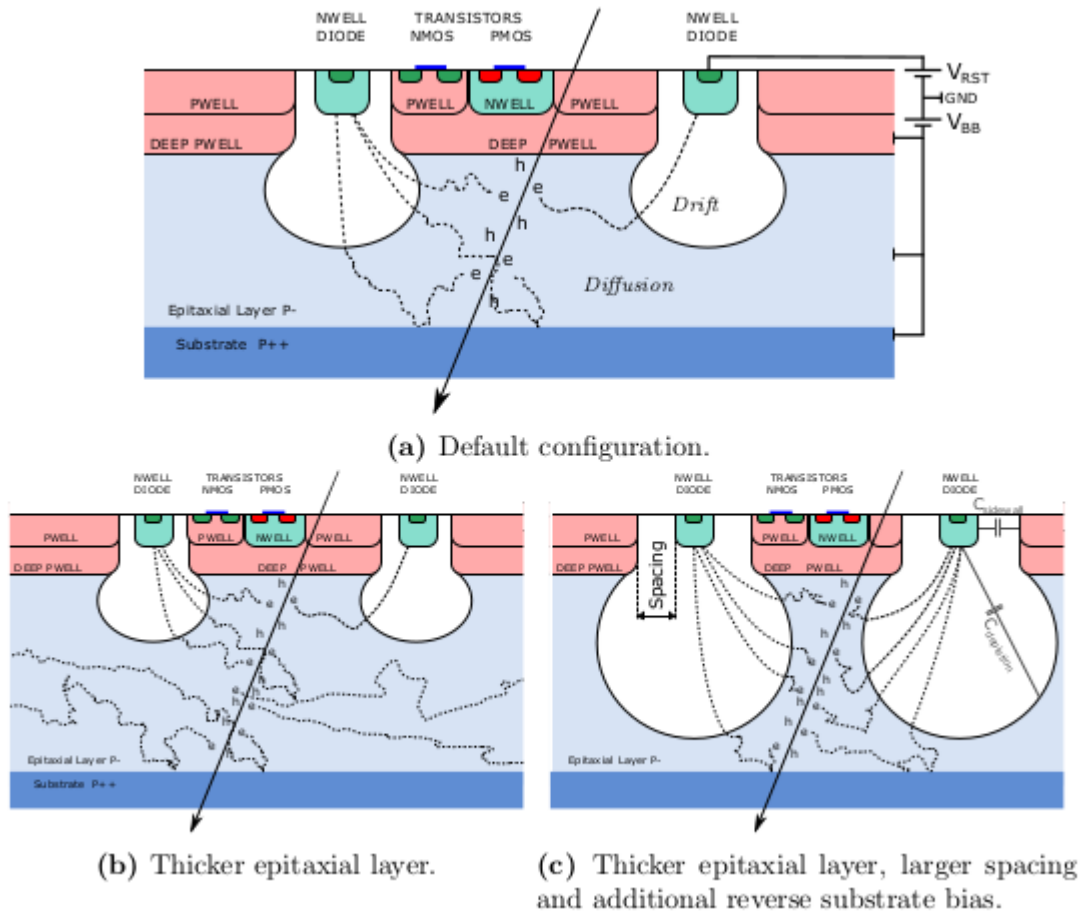 NWELL TRANSISTORS NWELL
DIODE NMOS PMOS DIODE
V_RST
GND
PWELL PWELL NWELL PWELL
V_BB
DEEP PWELL DEEP PWELL
h
e e
Drift
h
h
e
e
Diffusion
h
Epitaxial Layer P-
Substrate P++
(a) Default configuration.
NWELL TRANSISTORS NWELL
DIODE NMOS PMOS DIODE
PWELL PWELL NWELL PWELL
DEEP PWELL DEEP PWELL
h
e e
h
h
e
e
h
e
h
e
h
e
h
Epitaxial Layer P-
Substrate P++
(b) Thicker epitaxial layer.
NWELL TRANSISTORS NWELL
DIODE NMOS PMOS DIODE
C_sidewall
PWELL PWELL NWELL PWELL
DEEP PWELL DEEP PWELL
Spacing
h
e e
h
h
e
e
C_depletion
h
e
h
e
h
e
e
h
Epitaxial Layer P-
(c) Thicker epitaxial layer, larger spacing
and additional reverse substrate bias.